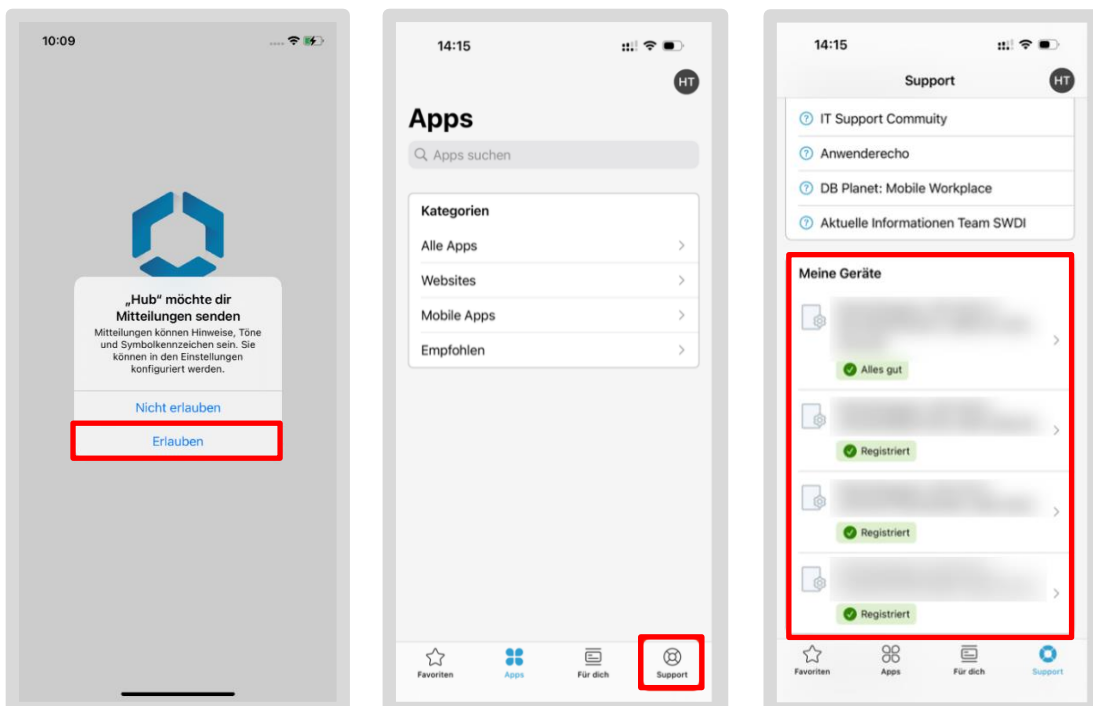 10:09
„Hub" möchte dir
Mitteilungen senden
Mitteilungen können Hinweise, Töne
und Symbolkennzeichen sein. Sie
können in den Einstellungen
konfiguriert werden.
Nicht erlauben
Erlauben
14:15
HT
Apps
Apps suchen
Kategorien
Alle Apps
Websites
Mobile Apps
Empfohlen
Favoriten
Apps
Für dich
Support
14:15
Support
HT
IT Support Commuity
Anwenderecho
DB Planet: Mobile Workplace
Aktuelle Informationen Team SWDI
Meine Geräte
Alles gut
Registriert
Registriert
Registriert
Favoriten
Apps
Für dich
Support